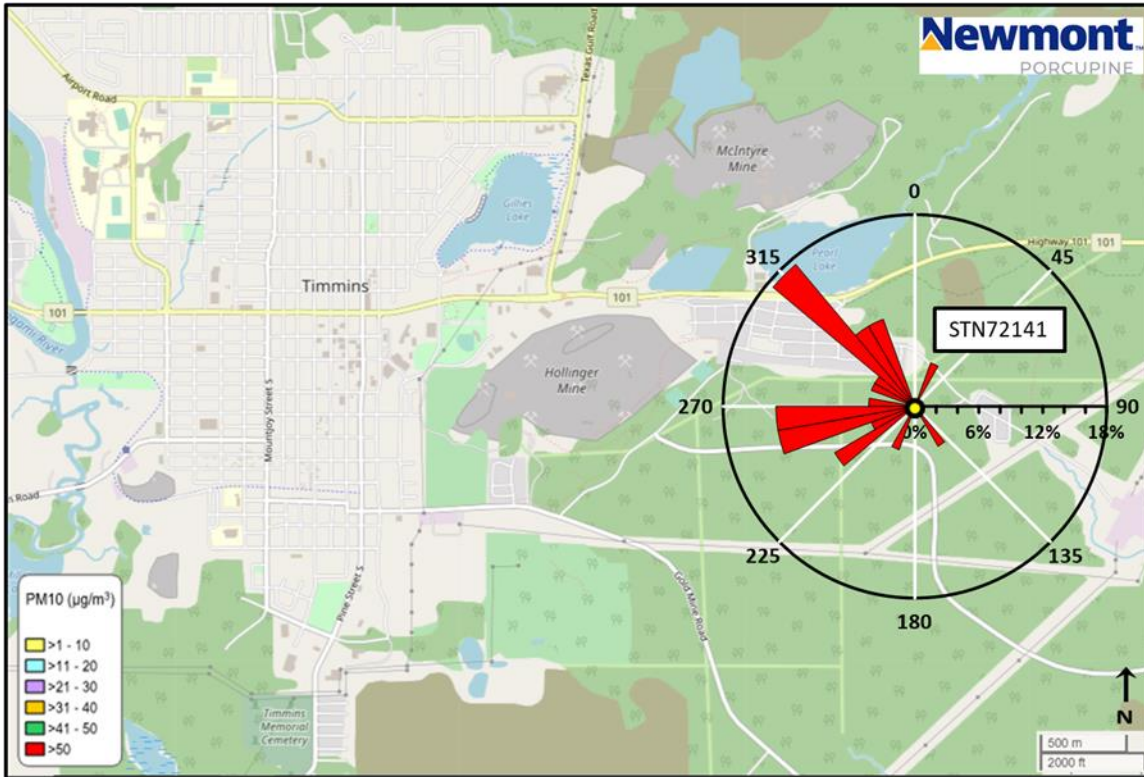 Newmont™
PORCUPINE
Airport Road
Texas Gulf Road
McIntyre
Mine
Gillies
Lake
Pearl
Lake
Highway 101
101
Timmins
101
101
Hollinger
Mine
Mountjoy Street S
Pine Street S
Gold Mine Road
Timmins
Memorial
Cemetery
0
45
90
135
180
225
270
315
STN72141
0%
6%
12%
18%
PM10 (µg/m³)
>1 - 10
>11 - 20
>21 - 30
>31 - 40
>41 - 50
>50
N
500 m
2000 ft